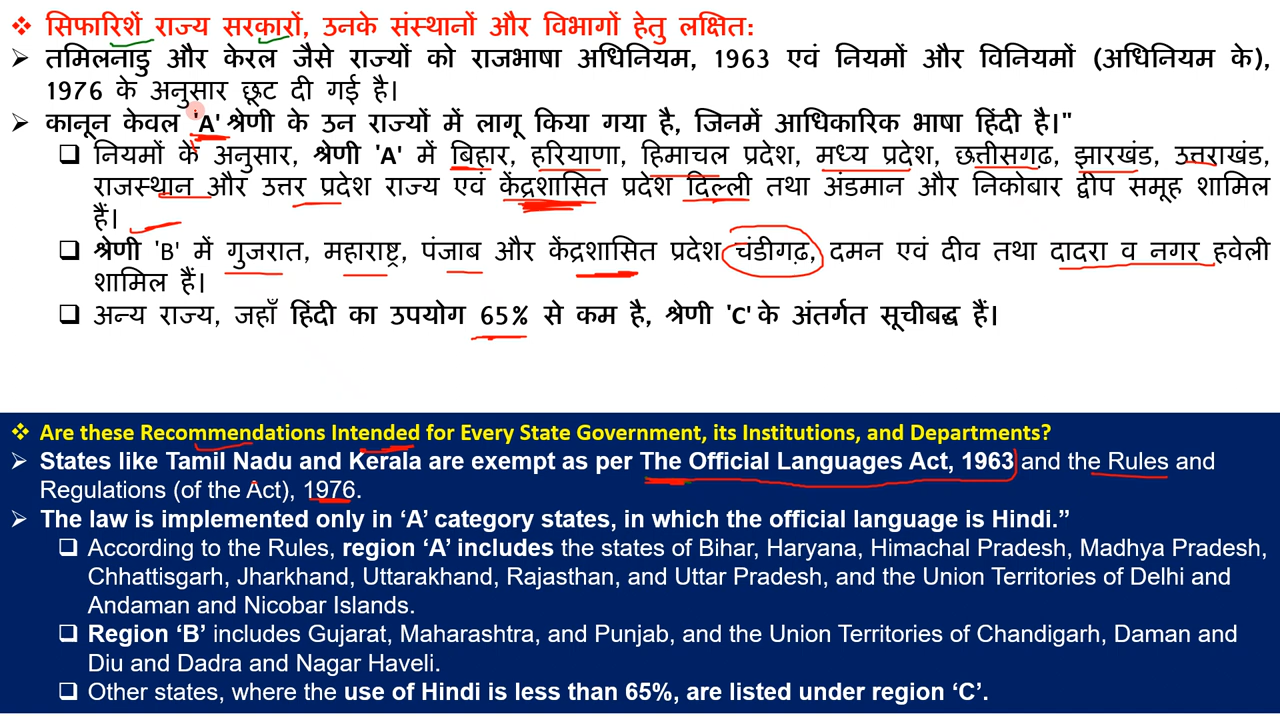 ❖ सिफारिशें राज्य सरकारों, उनके संस्थानों और विभागों हेतु लक्षित:
➢ तमिलनाडु और केरल जैसे राज्यों को राजभाषा अधिनियम, 1963 एवं नियमों और विनियमों (अधिनियम के),
1976 के अनुसार छूट दी गई है।
➢ कानून केवल 'A' श्रेणी के उन राज्यों में लागू किया गया है, जिनमें आधिकारिक भाषा हिंदी है।"
❑ नियमों के अनुसार, श्रेणी 'A' में बिहार, हरियाणा, हिमाचल प्रदेश, मध्य प्रदेश, छत्तीसगढ़, झारखंड, उत्तराखंड,
राजस्थान और उत्तर प्रदेश राज्य एवं केंद्रशासित प्रदेश दिल्ली तथा अंडमान और निकोबार द्वीप समूह शामिल
हैं।
❑ श्रेणी 'B' में गुजरात, महाराष्ट्र, पंजाब और केंद्रशासित प्रदेश चंडीगढ़, दमन एवं दीव तथा दादरा व नगर हवेली
शामिल हैं।
❑ अन्य राज्य, जहाँ हिंदी का उपयोग 65% से कम है, श्रेणी 'C' के अंतर्गत सूचीबद्ध हैं।
❖ Are these Recommendations Intended for Every State Government, its Institutions, and Departments?
➢ States like Tamil Nadu and Kerala are exempt as per The Official Languages Act, 1963 and the Rules and
Regulations (of the Act), 1976.
➢ The law is implemented only in ‘A’ category states, in which the official language is Hindi.”
❑ According to the Rules, region ‘A’ includes the states of Bihar, Haryana, Himachal Pradesh, Madhya Pradesh,
Chhattisgarh, Jharkhand, Uttarakhand, Rajasthan, and Uttar Pradesh, and the Union Territories of Delhi and
Andaman and Nicobar Islands.
❑ Region ‘B’ includes Gujarat, Maharashtra, and Punjab, and the Union Territories of Chandigarh, Daman and
Diu and Dadra and Nagar Haveli.
❑ Other states, where the use of Hindi is less than 65%, are listed under region ‘C’.